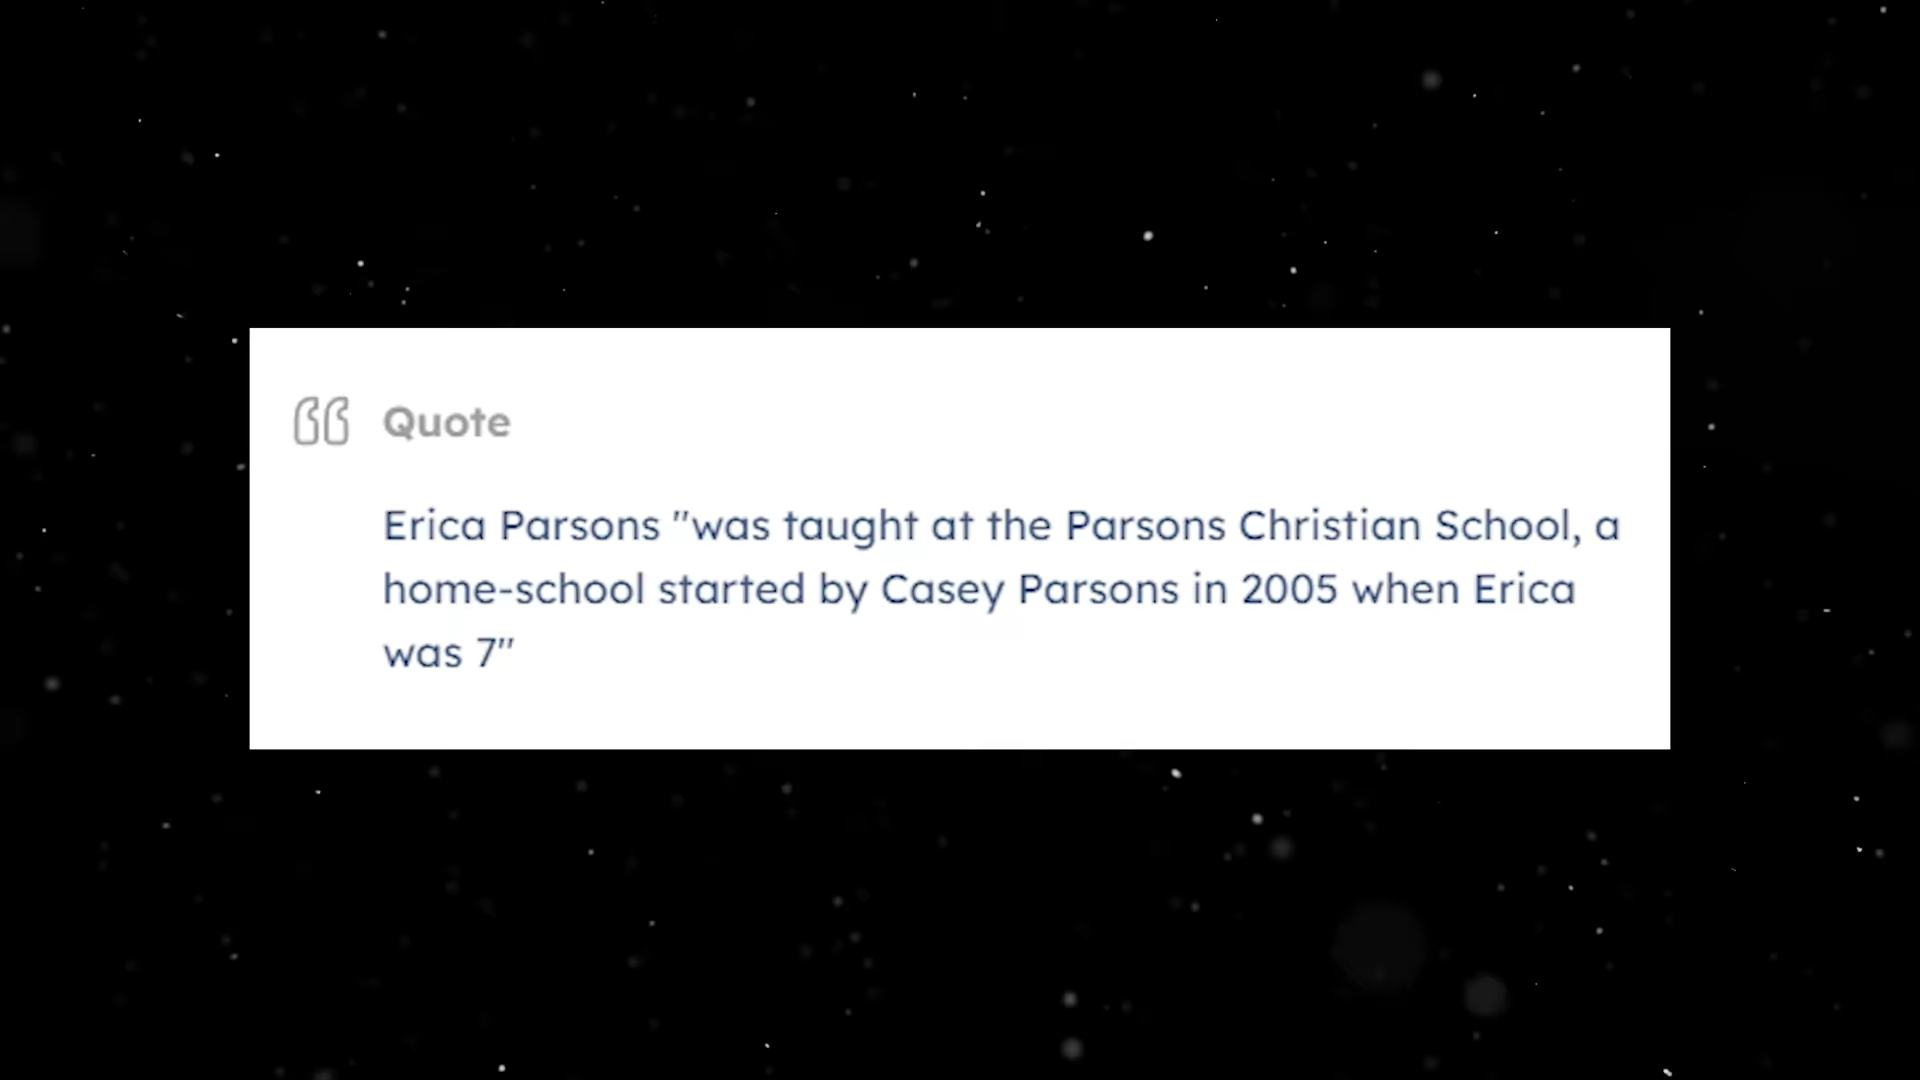 Quote
Erica Parsons "was taught at the Parsons Christian School, a
home-school started by Casey Parsons in 2005 when Erica
was 7"